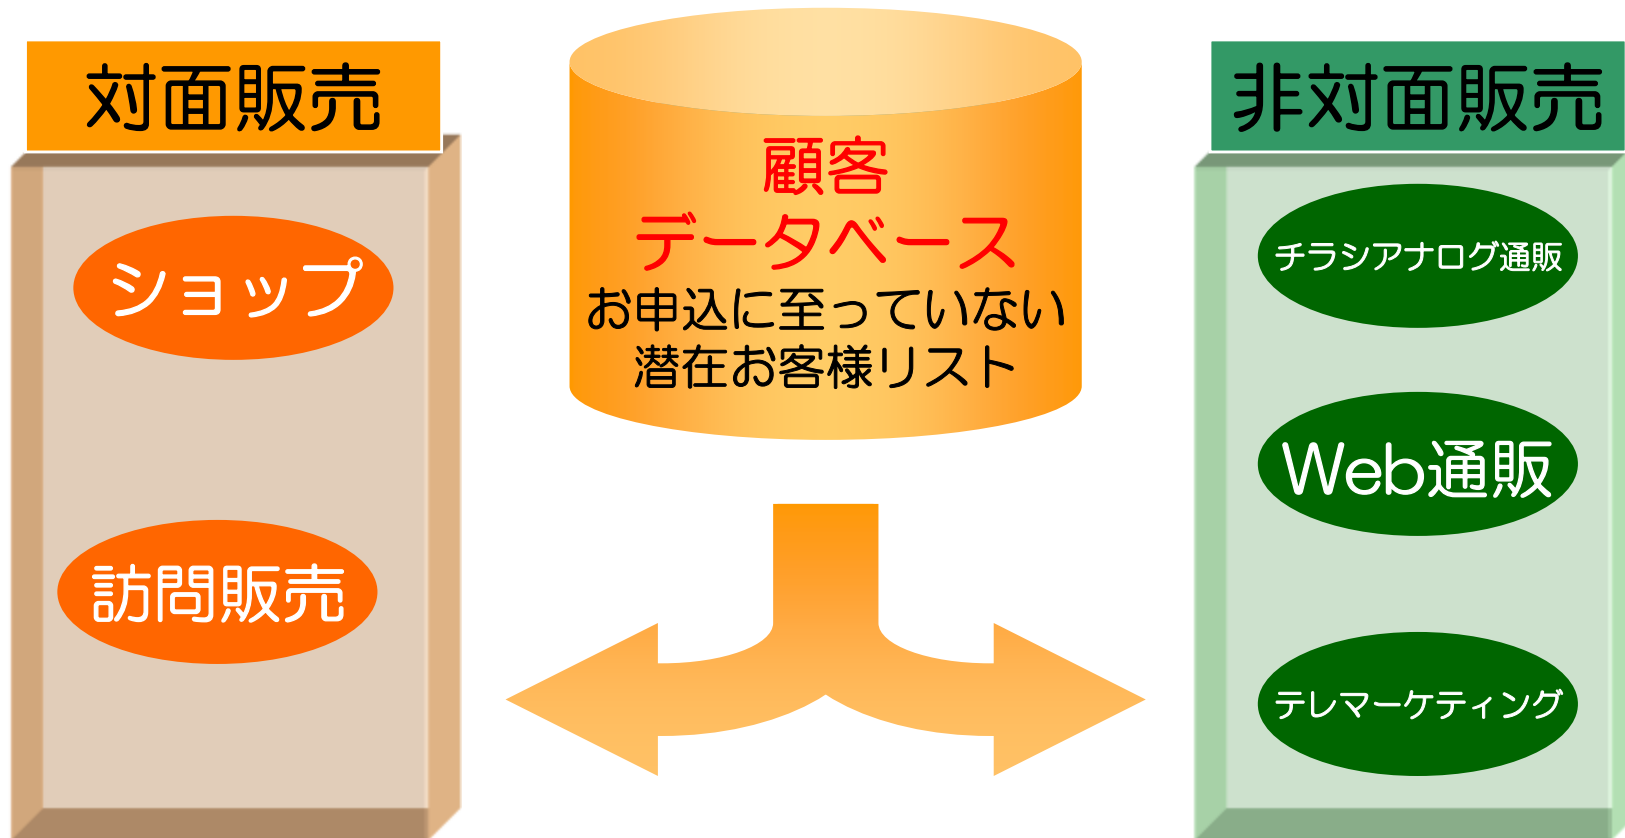 対面販売
ショップ
訪問販売
顧客
データベース
お申込に至っていない
潜在お客様リスト
非対面販売
チラシアナログ通販
Web通販
テレマーケティング